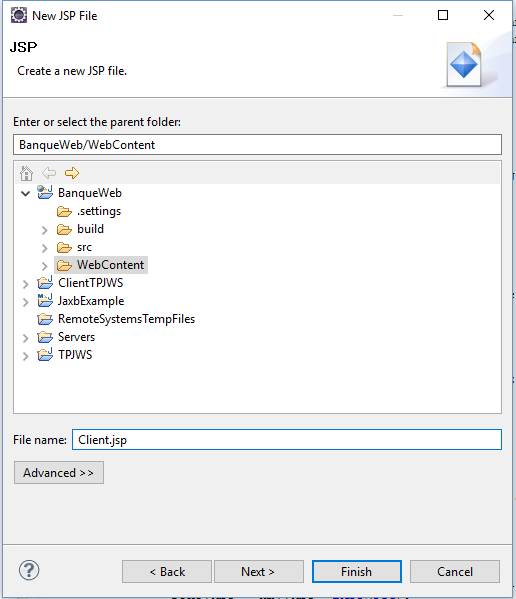 New JSP File
JSP
Create a new JSP file.
Enter or select the parent folder:
BanqueWeb/WebContent
BanqueWeb
.settings
build
src
WebContent
ClientTPJWS
JaxbExample
RemoteSystemsTempFiles
Servers
TPJWS
File name: Client.jsp
Advanced >>
? < Back Next > Finish Cancel